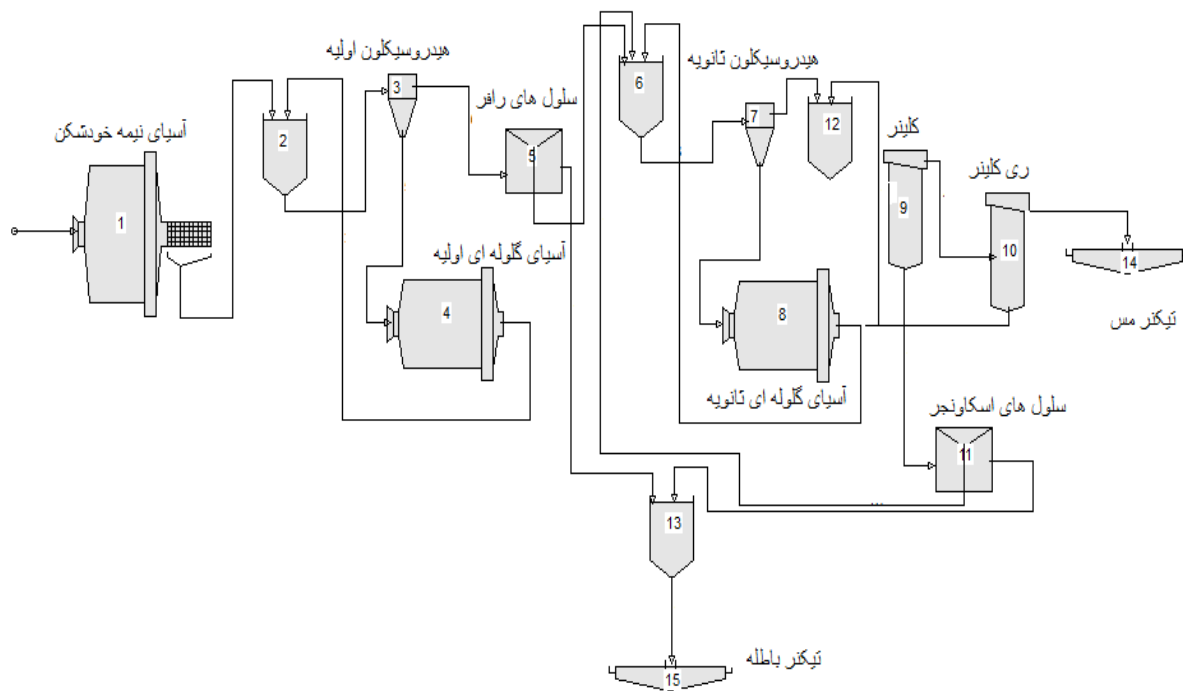 هیدروسیکلون اولیه
هیدروسیکلون ثانویه
سلول های رافر
آسیای نیمه خودشکن
کلینر
ری کلینر
1
2
3
5
6
7
12
9
10
14
تیکنر مس
آسیای گلوله ای اولیه
4
8
آسیای گلوله ای ثانویه
سلول های اسکاونجر
11
13
تیکنر باطله
15